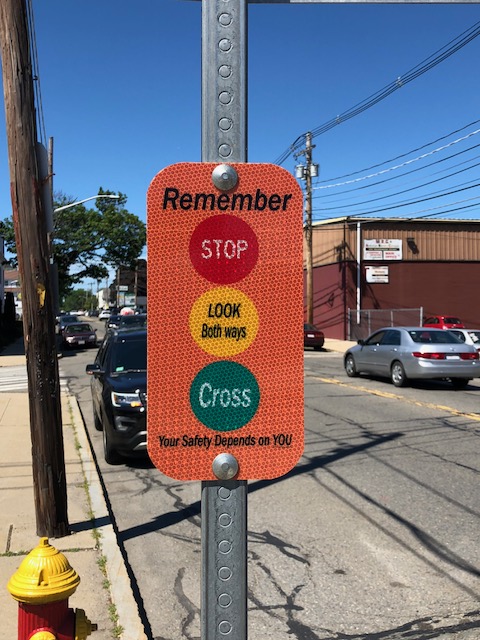 Remember
STOP
LOOK
Both ways
Cross
Your Safety Depends on YOU